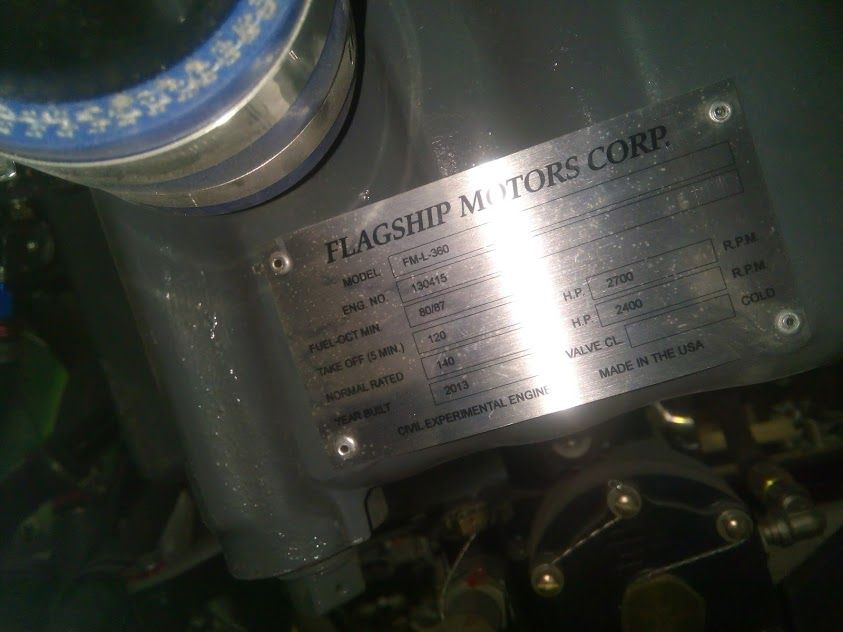 FLAGSHIP MOTORS CORP.
MODEL FM-L-360
ENG. NO. 130415
FUEL-OCT MIN. 80/87
TAKE OFF (5 MIN.) 120 H.P. 2700 R.P.M.
NORMAL RATED 140 H.P. 2400 R.P.M.
YEAR BUILT 2013 VALVE CL. COLD
CIVIL EXPERIMENTAL ENGINE MADE IN THE USA